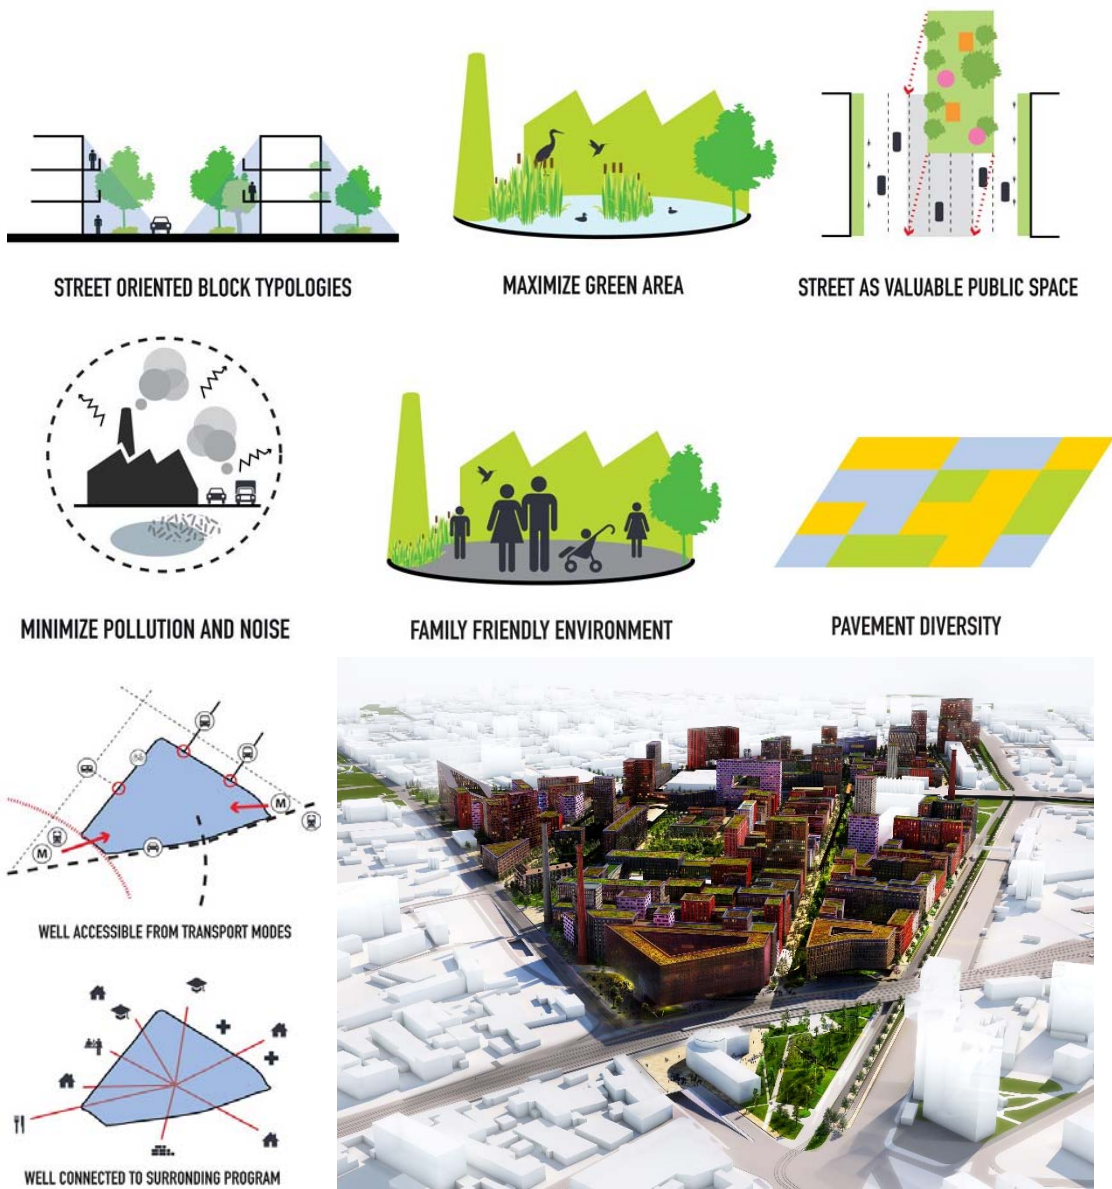 STREET ORIENTED BLOCK TYPOLOGIES
MAXIMIZE GREEN AREA
STREET AS VALUABLE PUBLIC SPACE
MINIMIZE POLLUTION AND NOISE
FAMILY FRIENDLY ENVIRONMENT
PAVEMENT DIVERSITY
M
M
WELL ACCESSIBLE FROM TRANSPORT MODES
WELL CONNECTED TO SURRONDING PROGRAM